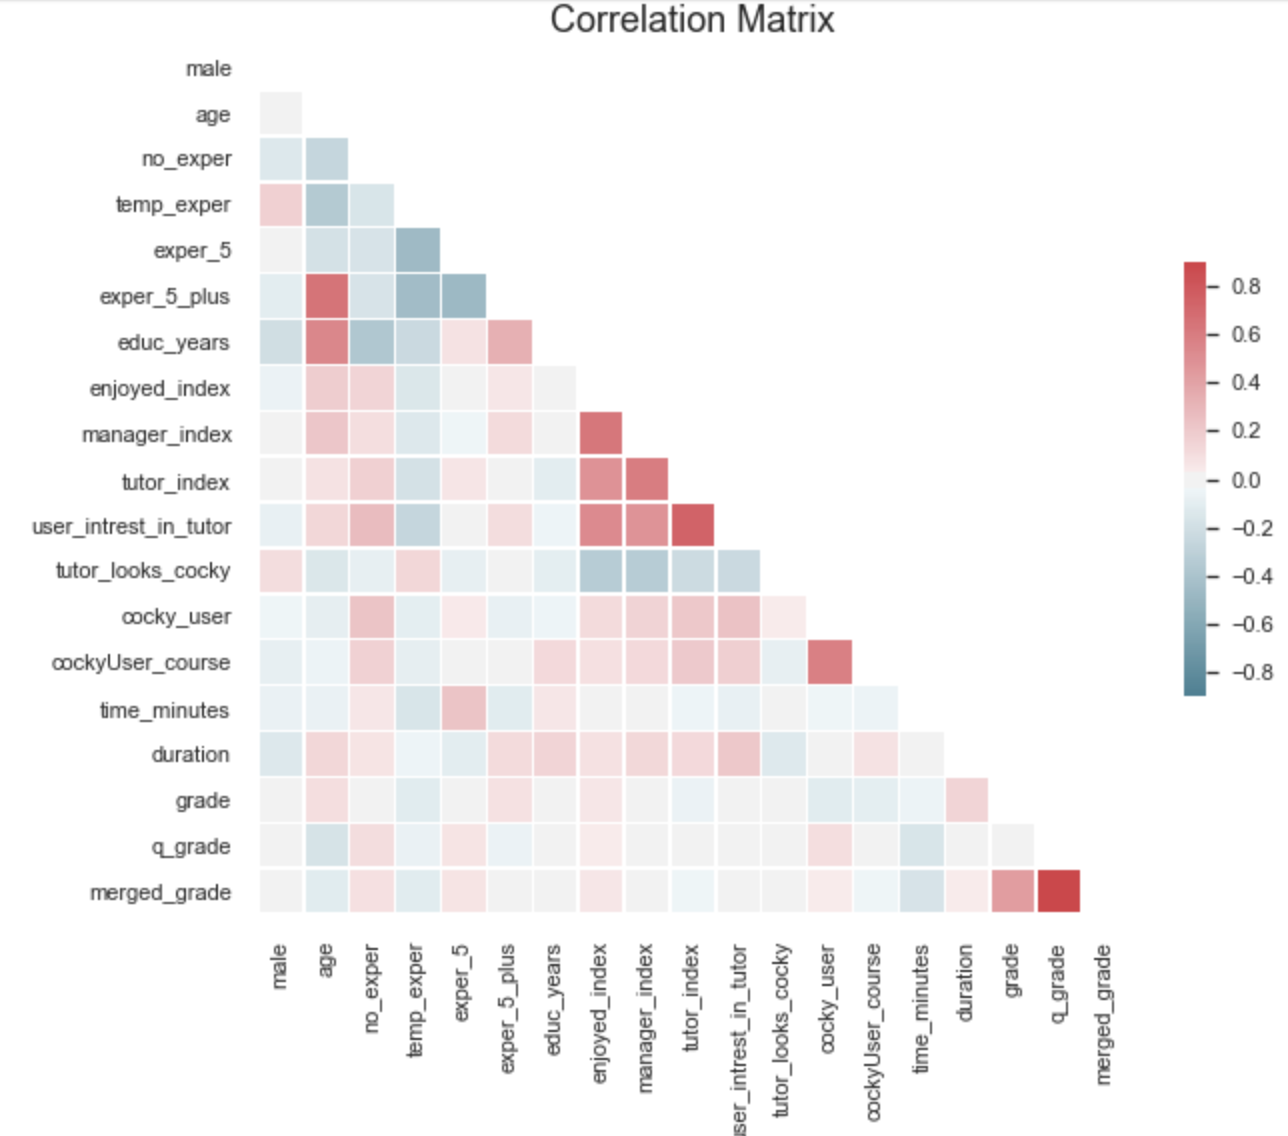 Correlation Matrix
male
age
no_exper
temp_exper
exper_5
exper_5_plus
educ_years
enjoyed_index
manager_index
tutor_index
user_intrest_in_tutor
tutor_looks_cocky
cocky_user
cockyUser_course
time_minutes
duration
grade
q_grade
merged_grade
0.8
0.6
0.4
0.2
0.0
−0.2
−0.4
−0.6
−0.8
male
age
no_exper
temp_exper
exper_5
exper_5_plus
educ_years
enjoyed_index
manager_index
tutor_index
ser_intrest_in_tutor
tutor_looks_cocky
cocky_user
cockyUser_course
time_minutes
duration
grade
q_grade
merged_grade